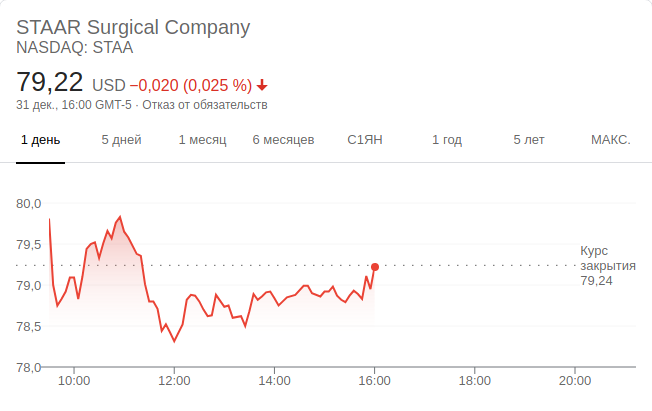 STAAR Surgical Company
NASDAQ: STAA
79,22 USD −0,020 (0,025 %)
31 дек., 16:00 GMT-5 · Отказ от обязательств
1 день 5 дней 1 месяц 6 месяцев С1ЯН 1 год 5 лет МАКС.
80,0
79,5
79,0
78,5
78,0
Курс
закрытия
79,24
10:00 12:00 14:00 16:00 18:00 20:00